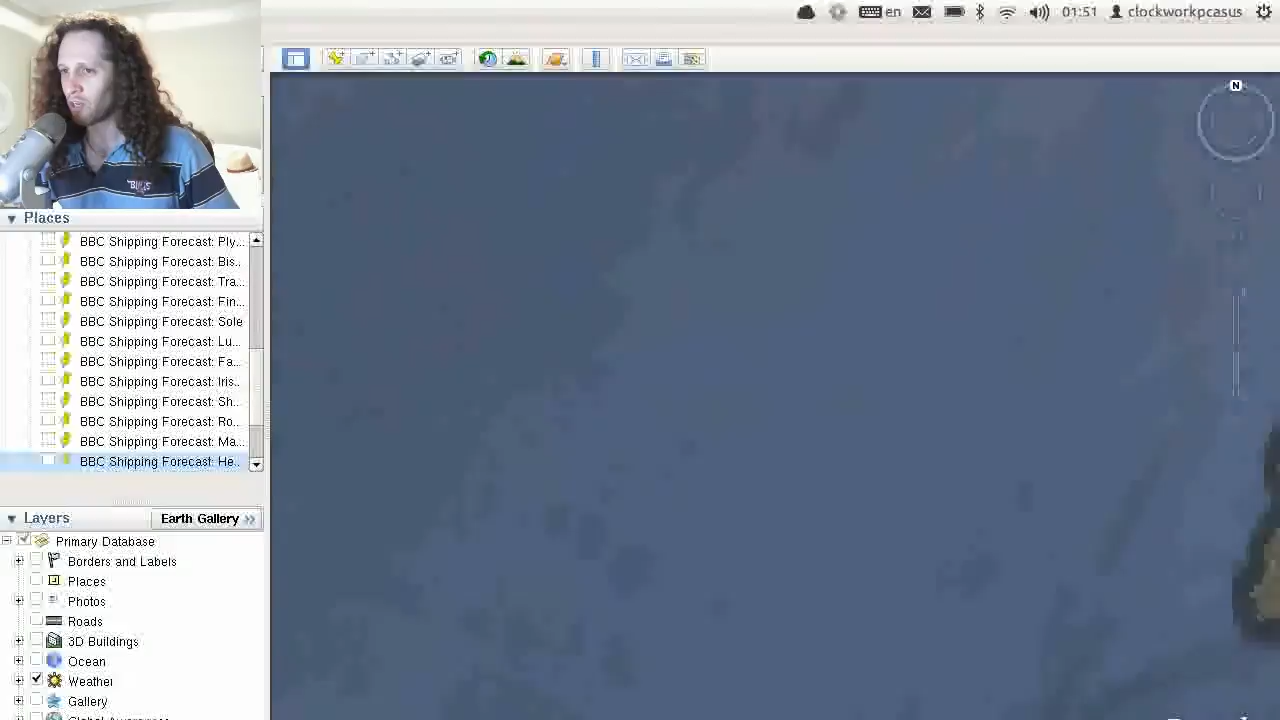 en 01:51 clockworkpcasus
N
Places
BBC Shipping Forecast: Ply...
BBC Shipping Forecast: Bis..
BBC Shipping Forecast: Tra...
BBC Shipping Forecast: Fin...
BBC Shipping Forecast: Sole
BBC Shipping Forecast: Lu...
BBC Shipping Forecast: Fa...
BBC Shipping Forecast: Iris..
BBC Shipping Forecast: Sh...
BBC Shipping Forecast: Ro...
BBC Shipping Forecast: Ma...
BBC Shipping Forecast: He..
Layers
Earth Gallery »
Primary Database
Borders and Labels
Places
Photos
Roads
3D Buildings
Ocean
Weather
Gallery
Global Awareness